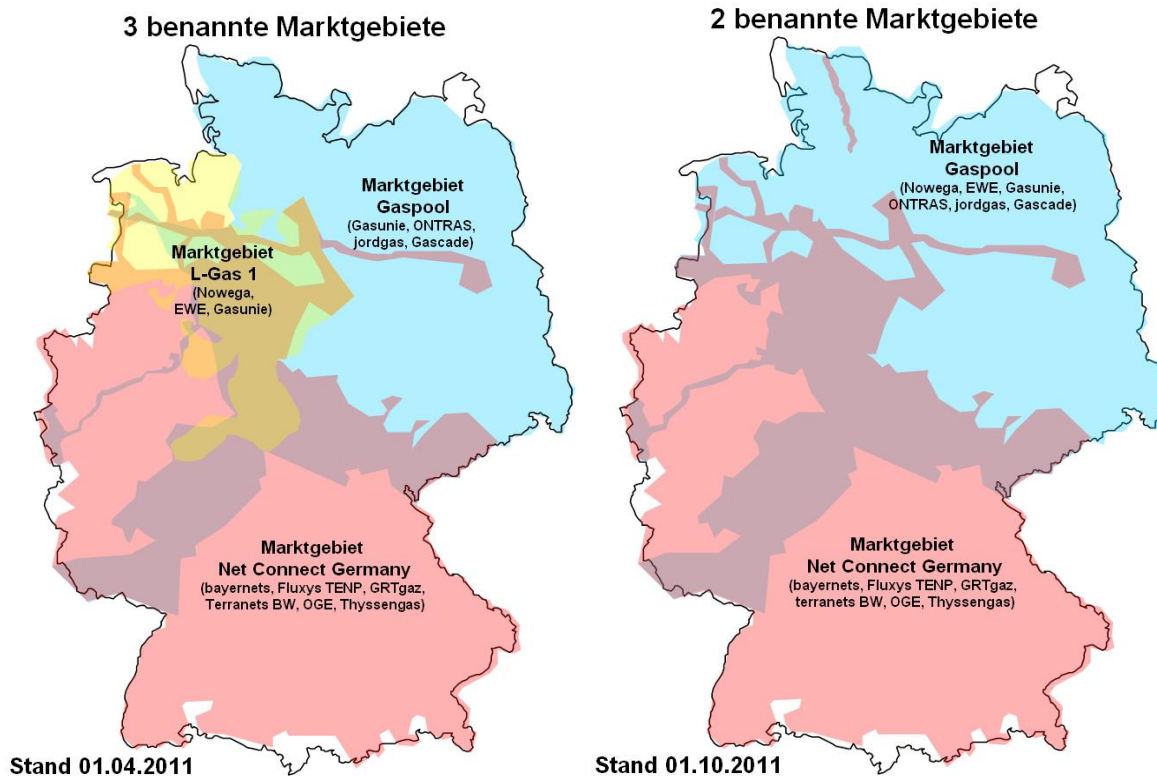 3 benannte Marktgebiete
Marktgebiet
Gaspool
(Gasunie, ONTRAS,
jordgas, Gascade)
Marktgebiet
L-Gas 1
(Nowega,
EWE, Gasunie)
Marktgebiet
Net Connect Germany
(bayernets, Fluxys TENP, GRTgaz,
Terranets BW, OGE, Thyssengas)
Stand 01.04.2011
2 benannte Marktgebiete
Marktgebiet
Gaspool
(Nowega, EWE, Gasunie,
ONTRAS, jordgas, Gascade)
Marktgebiet
Net Connect Germany
(bayernets, Fluxys TENP, GRTgaz,
terranets BW, OGE, Thyssengas)
Stand 01.10.2011